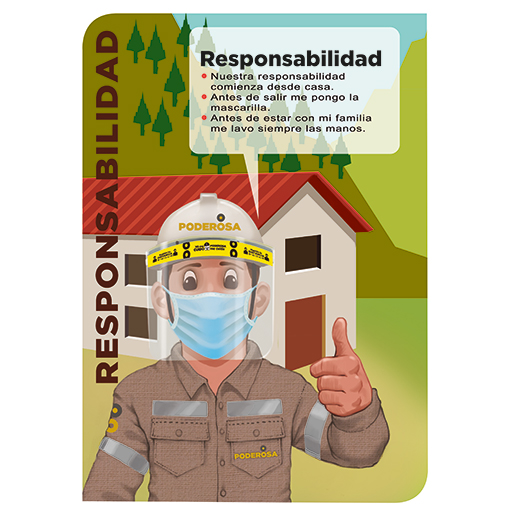 RESPONSABILIDAD
Responsabilidad
Nuestra responsabilidad
comienza desde casa.
Antes de salir me pongo la
mascarilla.
Antes de estar con mi familia
me lavo siempre las manos.
PODEROSA
PODEROSA